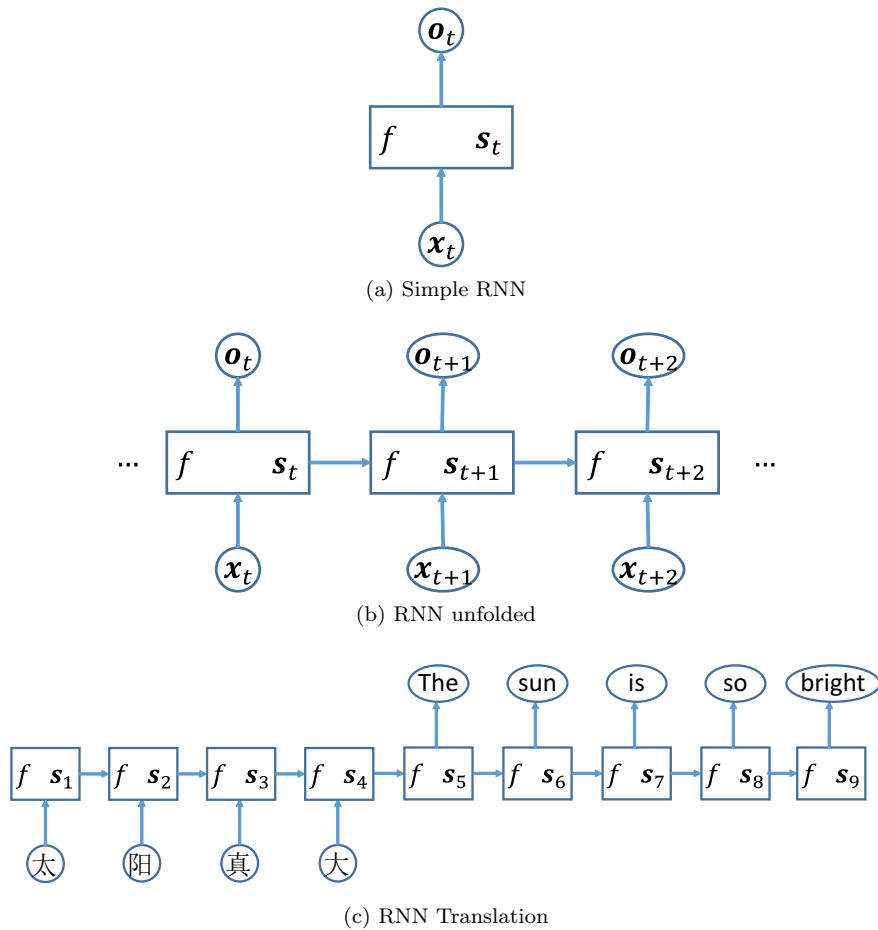 o_t
f s_t
x_t
(a) Simple RNN
o_t o_{t+1} o_{t+2}
... f s_t f s_{t+1} f s_{t+2} ...
x_t x_{t+1} x_{t+2}
(b) RNN unfolded
The sun is so bright
f s_1 f s_2 f s_3 f s_4 f s_5 f s_6 f s_7 f s_8 f s_9
太 阳 真 大
(c) RNN Translation